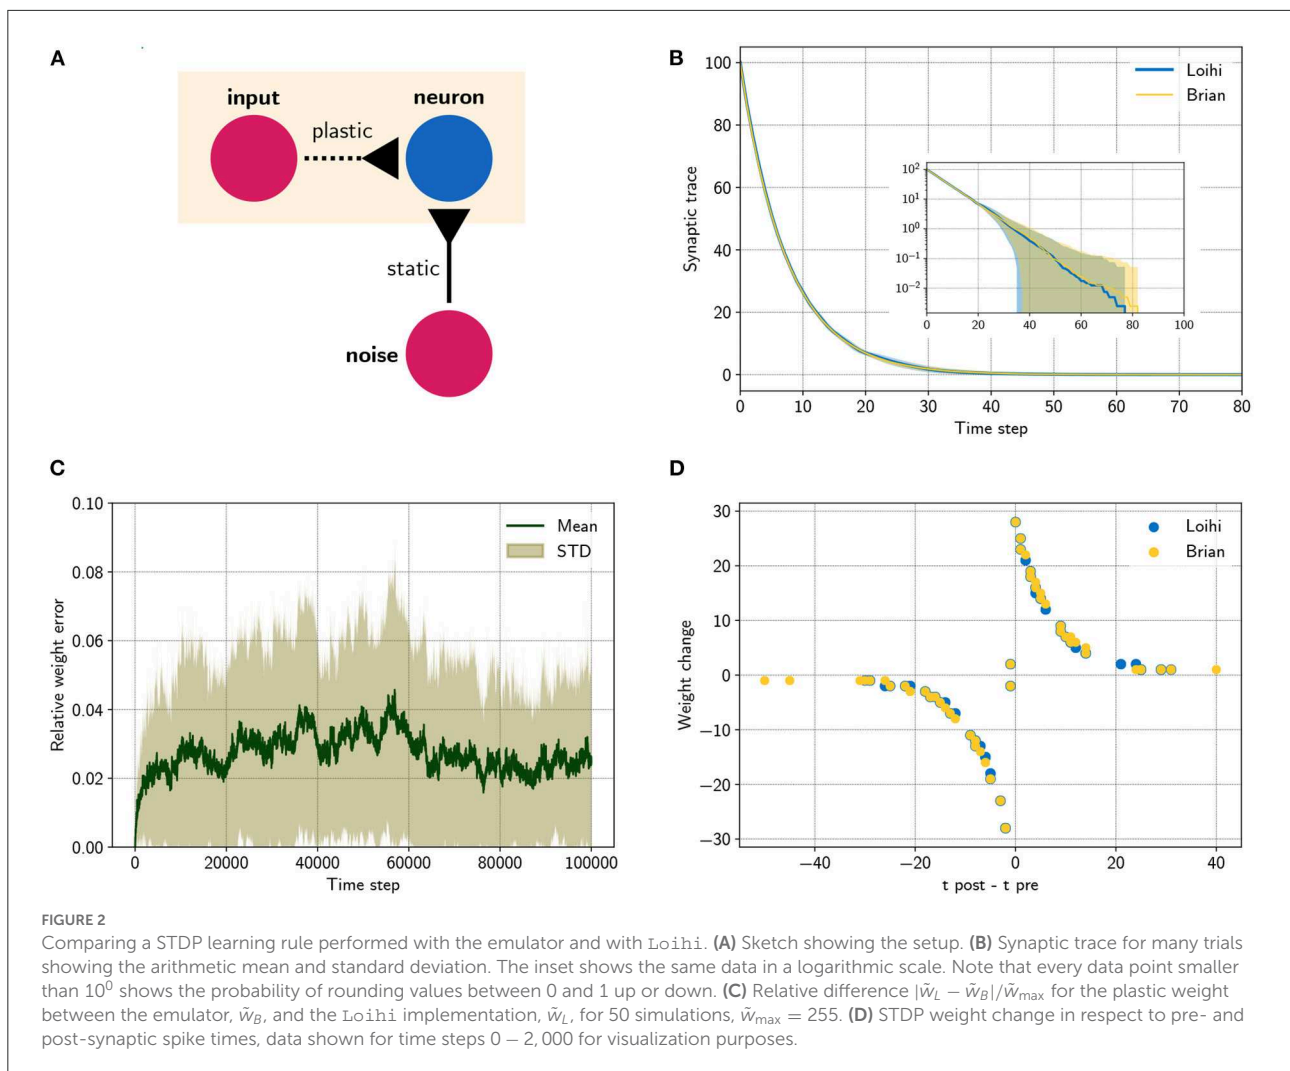 A
input
neuron
plastic
static
noise
B
100
80
60
40
20
0
Synaptic trace
Loihi
Brian
10²
10¹
10⁰
10⁻¹
10⁻²
0 20 40 60 80 100
0 10 20 30 40 50 60 70 80
Time step
C
0.10
0.08
0.06
0.04
0.02
0.00
Relative weight error
Mean
STD
0 20000 40000 60000 80000 100000
Time step
D
30
20
10
0
−10
−20
−30
Weight change
Loihi
Brian
−40 −20 0 20 40
t post - t pre
FIGURE 2
Comparing a STDP learning rule performed with the emulator and with Loihi. (A) Sketch showing the setup. (B) Synaptic trace for many trials
showing the arithmetic mean and standard deviation. The inset shows the same data in a logarithmic scale. Note that every data point smaller
than 10⁰ shows the probability of rounding values between 0 and 1 up or down. (C) Relative difference |w̃_L − w̃_B|/w̃_max for the plastic weight
between the emulator, w̃_B, and the Loihi implementation, w̃_L, for 50 simulations, w̃_max = 255. (D) STDP weight change in respect to pre- and
post-synaptic spike times, data shown for time steps 0 − 2, 000 for visualization purposes.